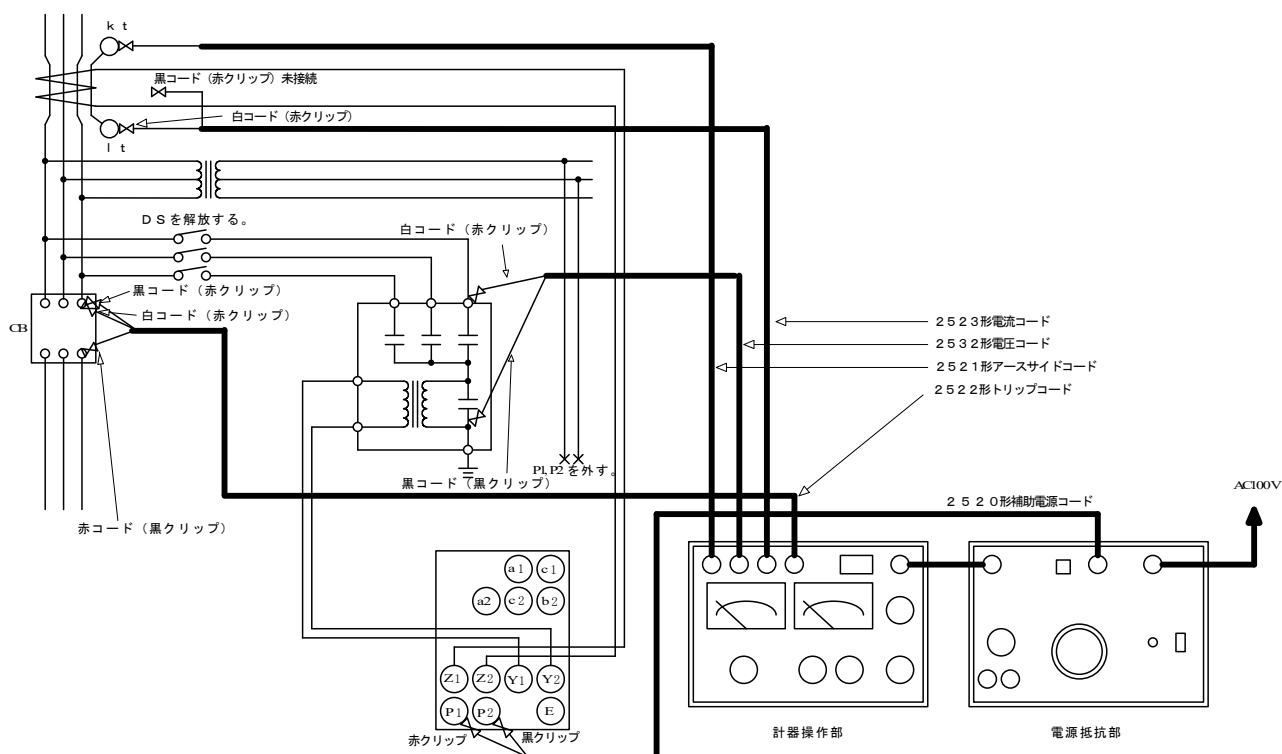 k t
黒コード（赤クリップ）未接続
白コード（赤クリップ）
l t
DSを解放する。
白コード（赤クリップ）
黒コード（赤クリップ）
白コード（赤クリップ）
CB
2523形電流コード
2532形電圧コード
2521形アースサイドコード
2522形トリップコード
P1,P2を外す。
黒コード（黒クリップ）
赤コード（黒クリップ）
2520形補助電源コード
AC100V
a1 c1
a2 c2 b2
Z1 Z2 Y1 Y2
P1 P2 E
赤クリップ 黒クリップ
計器操作部
電源抵抗部